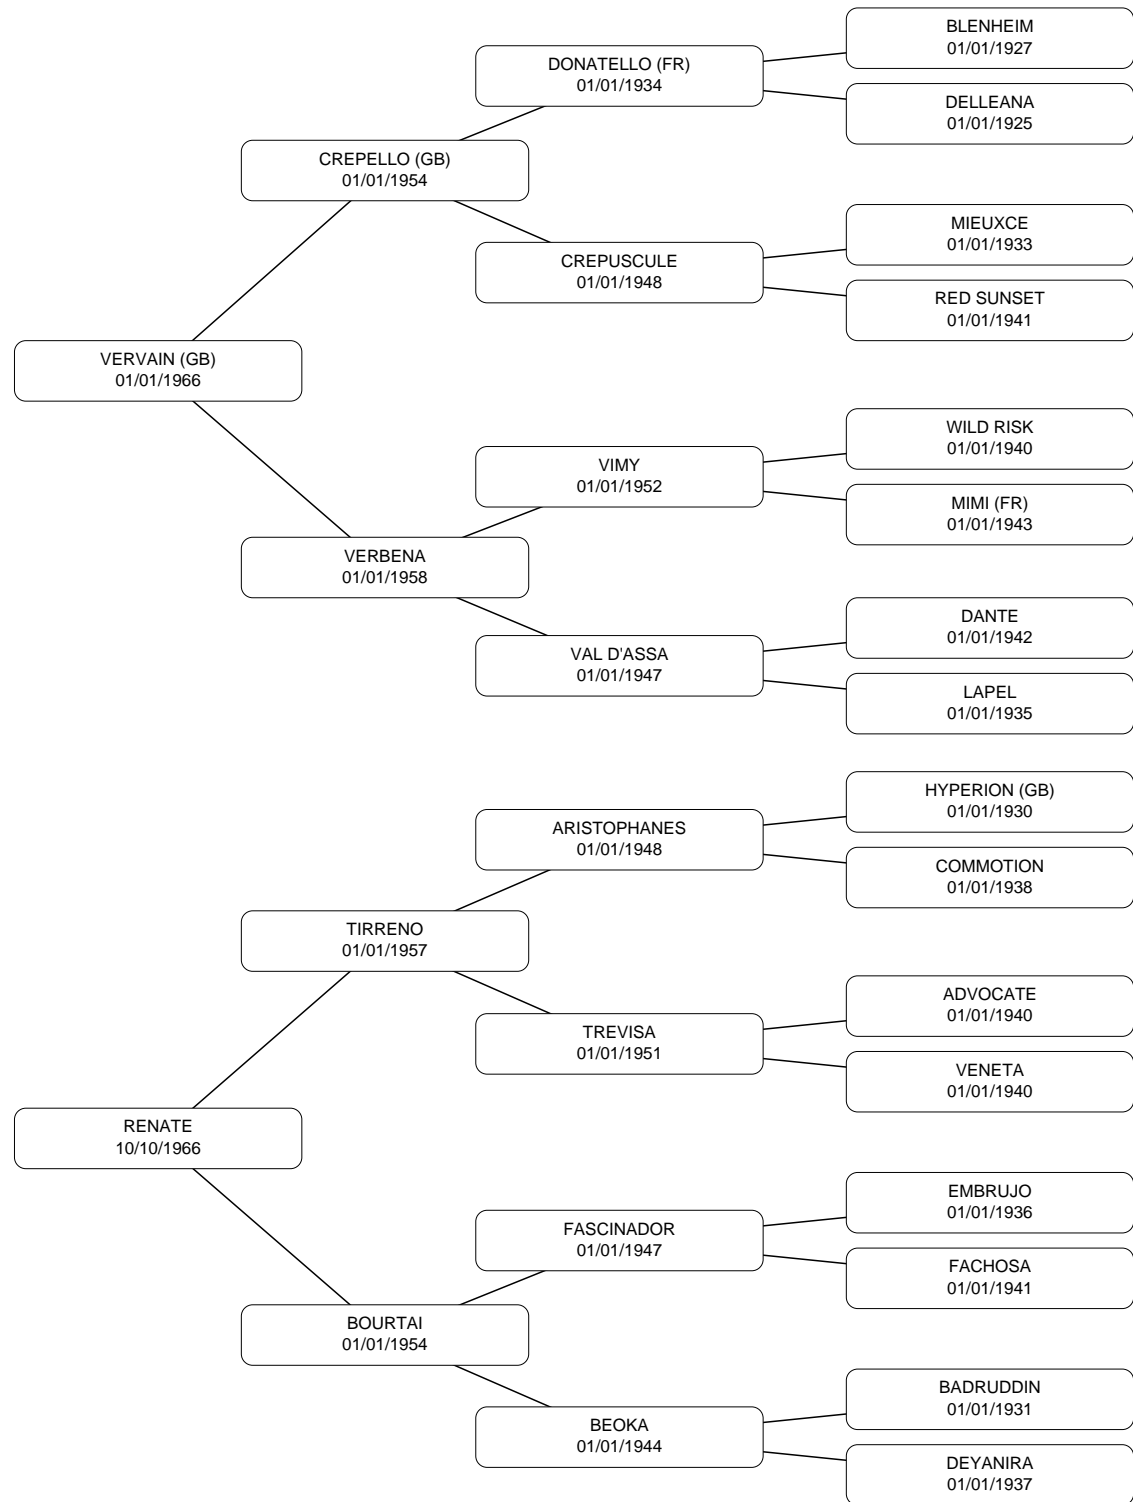 BLENHEIM
01/01/1927
DONATELLO (FR)
01/01/1934
DELLEANA
01/01/1925
CREPELLO (GB)
01/01/1954
MIEUXCE
01/01/1933
CREPUSCULE
01/01/1948
RED SUNSET
01/01/1941
VERVAIN (GB)
01/01/1966
WILD RISK
01/01/1940
VIMY
01/01/1952
MIMI (FR)
01/01/1943
VERBENA
01/01/1958
DANTE
01/01/1942
VAL D'ASSA
01/01/1947
LAPEL
01/01/1935
HYPERION (GB)
01/01/1930
ARISTOPHANES
01/01/1948
COMMOTION
01/01/1938
TIRRENO
01/01/1957
ADVOCATE
01/01/1940
TREVISA
01/01/1951
VENETA
01/01/1940
RENATE
10/10/1966
EMBRUJO
01/01/1936
FASCINADOR
01/01/1947
FACHOSA
01/01/1941
BOURTAI
01/01/1954
BADRUDDIN
01/01/1931
BEOKA
01/01/1944
DEYANIRA
01/01/1937